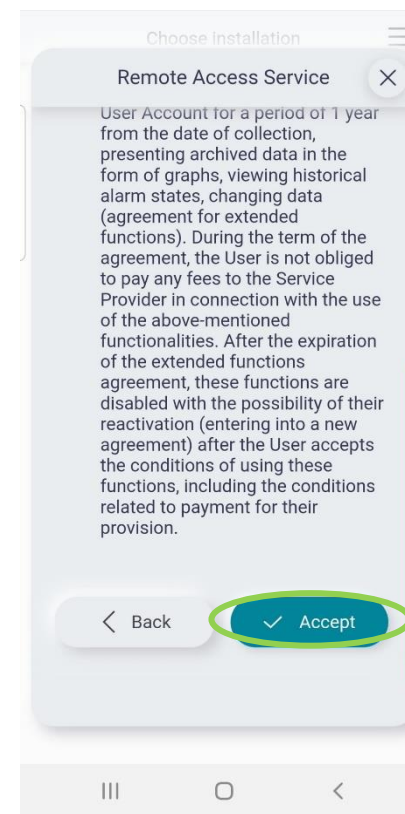 Choose installation
Remote Access Service
User Account for a period of 1 year
from the date of collection,
presenting archived data in the
form of graphs, viewing historical
alarm states, changing data
(agreement for extended
functions). During the term of the
agreement, the User is not obliged
to pay any fees to the Service
Provider in connection with the use
of the above-mentioned
functionalities. After the expiration
of the extended functions
agreement, these functions are
disabled with the possibility of their
reactivation (entering into a new
agreement) after the User accepts
the conditions of using these
functions, including the conditions
related to payment for their
provision.
Back
Accept